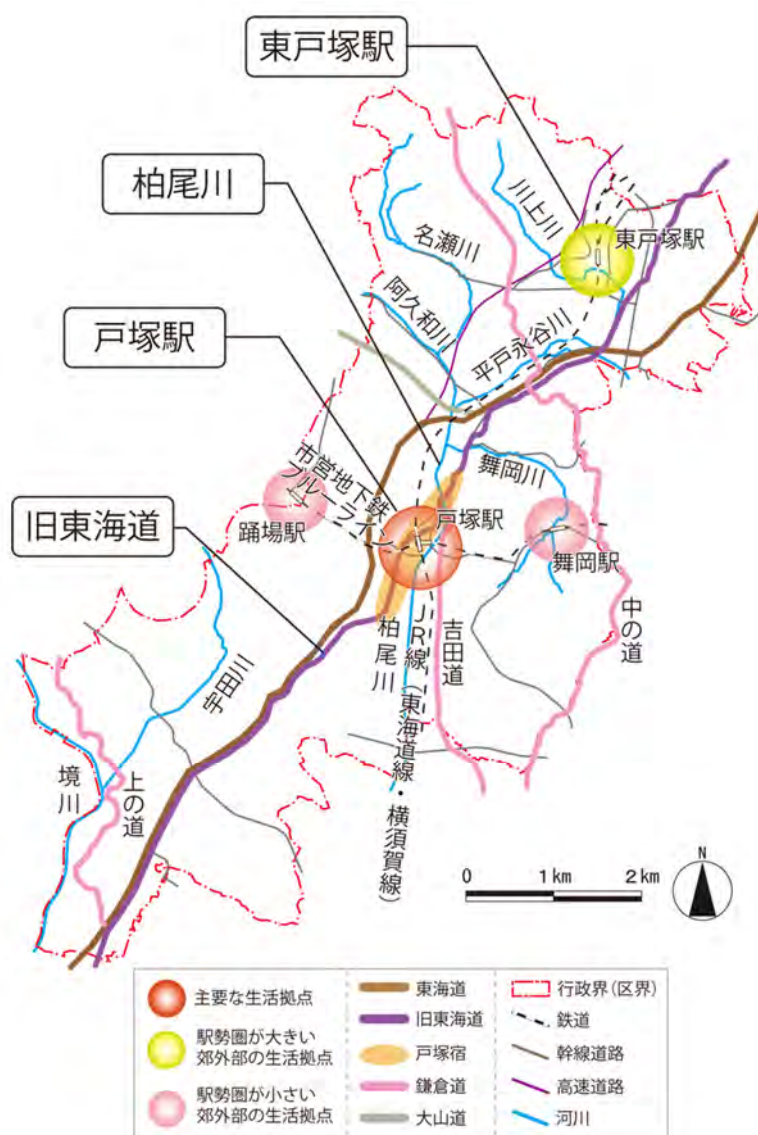 東戸塚駅
柏尾川
戸塚駅
旧東海道
川上川
東戸塚駅
名瀬川
阿久和川
平戸永谷川
市営地下鉄
ブルーライン
舞岡川
踊場駅
戸塚駅
舞岡駅
柏尾川
JR線(東海道線・横須賀線)
吉田道
中の道
宇田川
境川
上の道
0 1km 2km
N
主要な生活拠点
駅勢圏が大きい
郊外部の生活拠点
駅勢圏が小さい
郊外部の生活拠点
東海道
旧東海道
戸塚宿
鎌倉道
大山道
行政界(区界)
鉄道
幹線道路
高速道路
河川